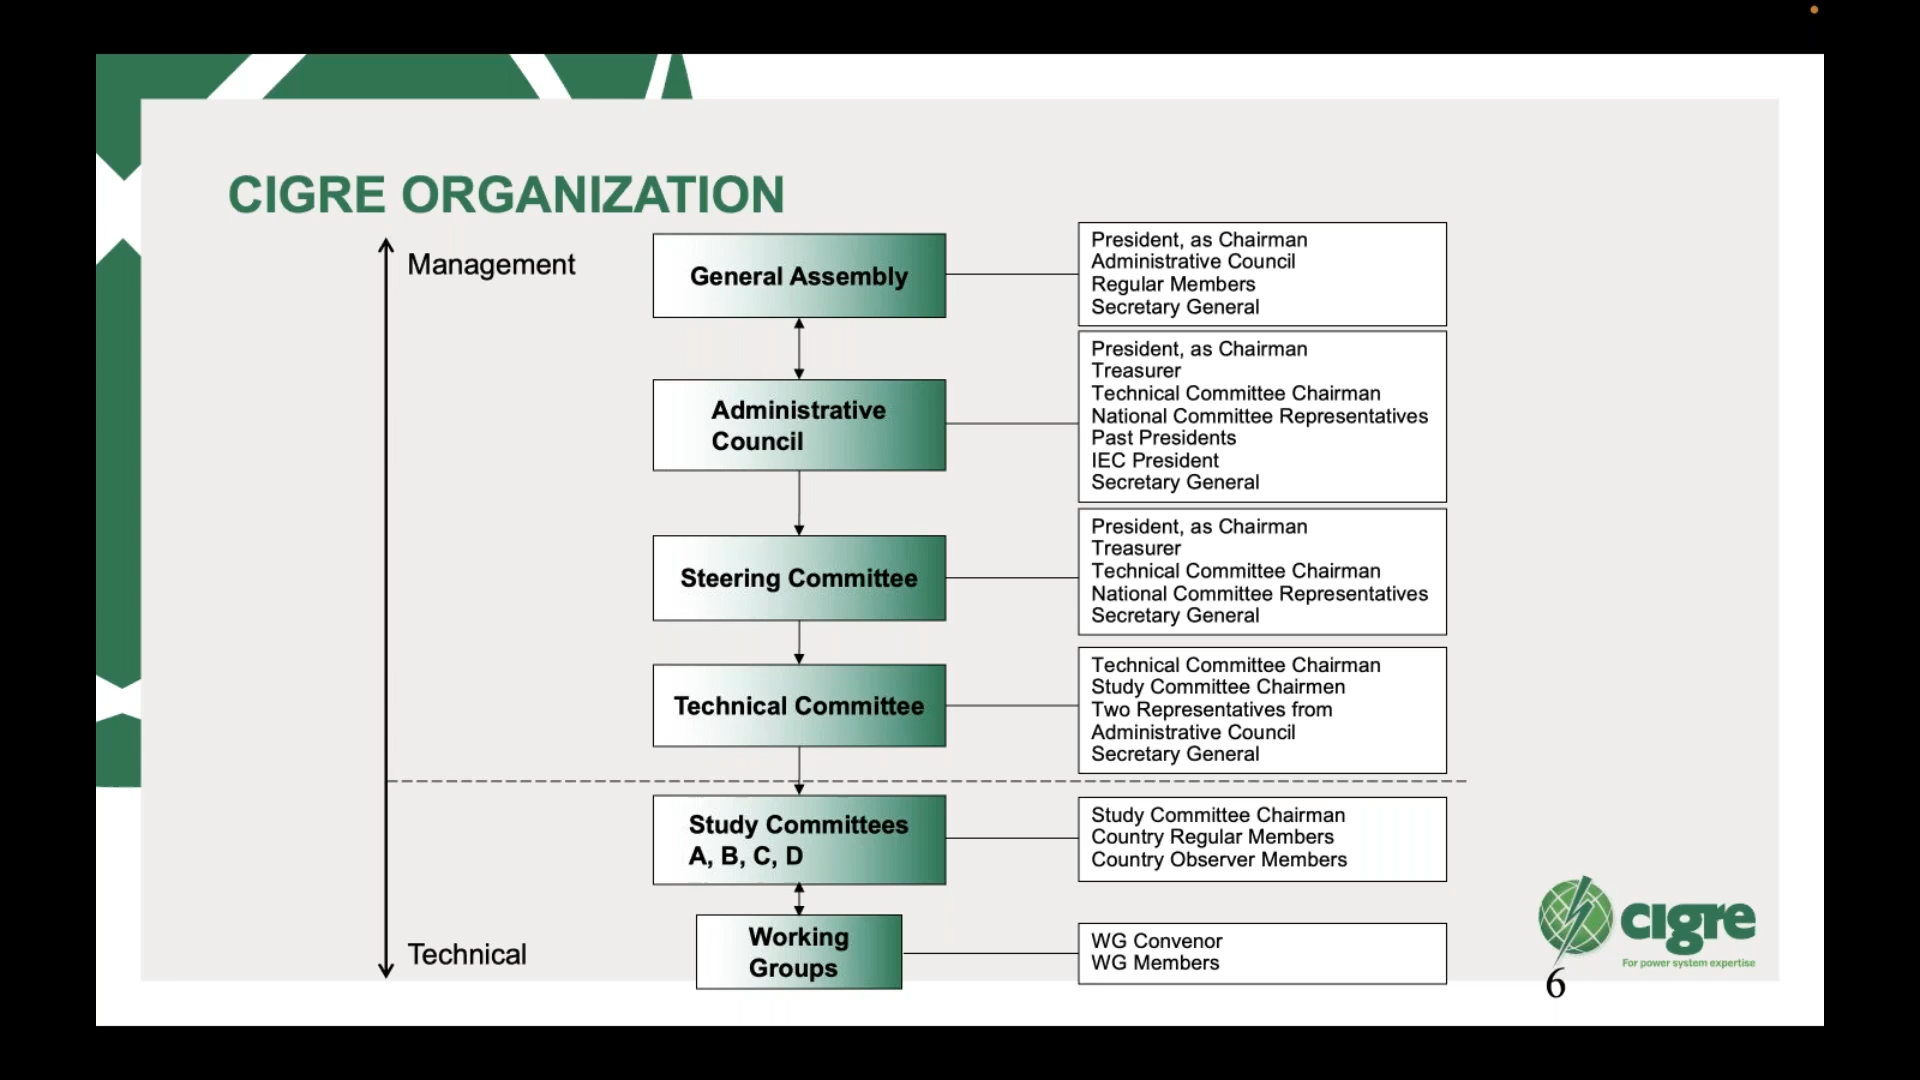 CIGRE ORGANIZATION
Management
General Assembly
President, as Chairman
Administrative Council
Regular Members
Secretary General
Administrative
Council
President, as Chairman
Treasurer
Technical Committee Chairman
National Committee Representatives
Past Presidents
IEC President
Secretary General
Steering Committee
President, as Chairman
Treasurer
Technical Committee Chairman
National Committee Representatives
Secretary General
Technical Committee
Technical Committee Chairman
Study Committee Chairmen
Two Representatives from
Administrative Council
Secretary General
Study Committees
A, B, C, D
Study Committee Chairman
Country Regular Members
Country Observer Members
Technical
Working
Groups
WG Convenor
WG Members
cigre
For power system expertise
6